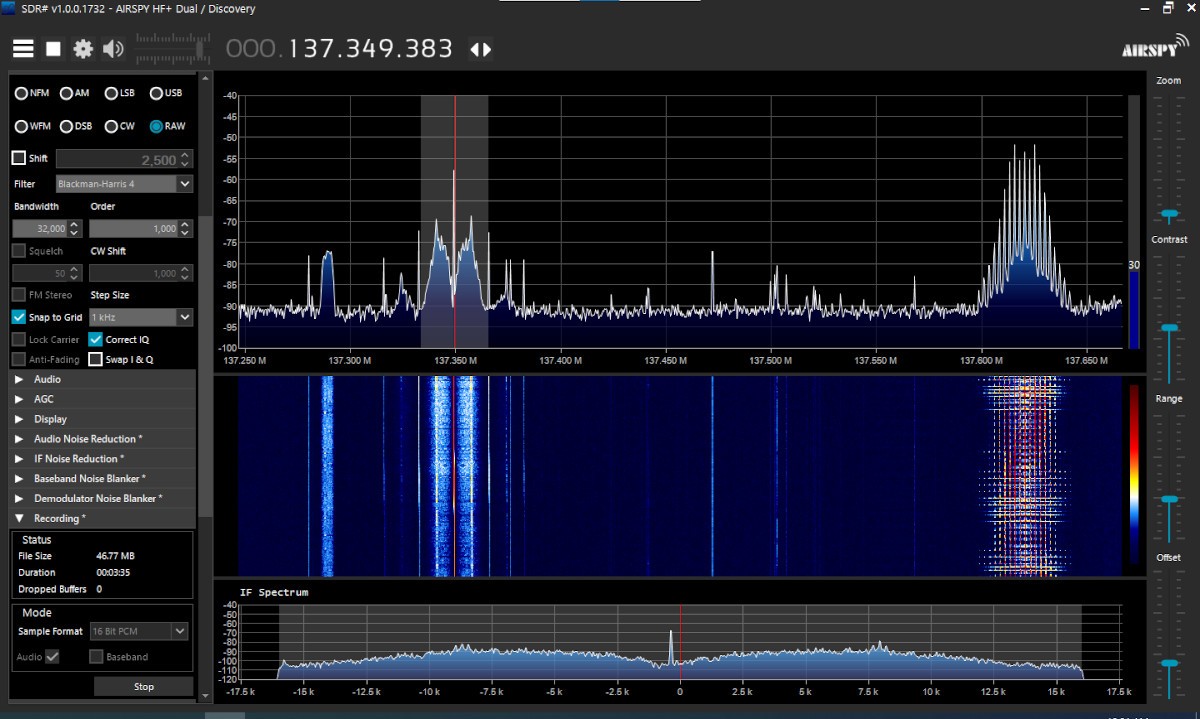 SDR# v1.0.0.1732 - AIRSPY HF+ Dual / Discovery
000.137.349.383
AIRSPY
NFM AM LSB USB
WFM DSB CW RAW
Shift 2,500
Filter Blackman-Harris 4
Bandwidth Order
32,000 1,000
Squelch CW Shift
50 1,000
FM Stereo Step Size
Snap to Grid 1 kHz
Lock Carrier Correct IQ
Anti-Fading Swap I & Q
Audio
AGC
Display
Audio Noise Reduction *
IF Noise Reduction *
Baseband Noise Blanker *
Demodulator Noise Blanker *
Recording *
Status
File Size 46.77 MB
Duration 00:03:35
Dropped Buffers 0
Mode
Sample Format 16 Bit PCM
Audio Baseband
Stop
-40
-45
-50
-55
-60
-65
-70
-75
-80
-85
-90
-95
-100
137.250 M 137.300 M 137.350 M 137.400 M 137.450 M 137.500 M 137.550 M 137.600 M 137.650 M
30
IF Spectrum
-40
-50
-60
-70
-80
-90
-100
-110
-120
-17.5 k -15 k -12.5 k -10 k -7.5 k -5 k -2.5 k 0 2.5 k 5 k 7.5 k 10 k 12.5 k 15 k 17.5 k
Zoom
Contrast
Range
Offset